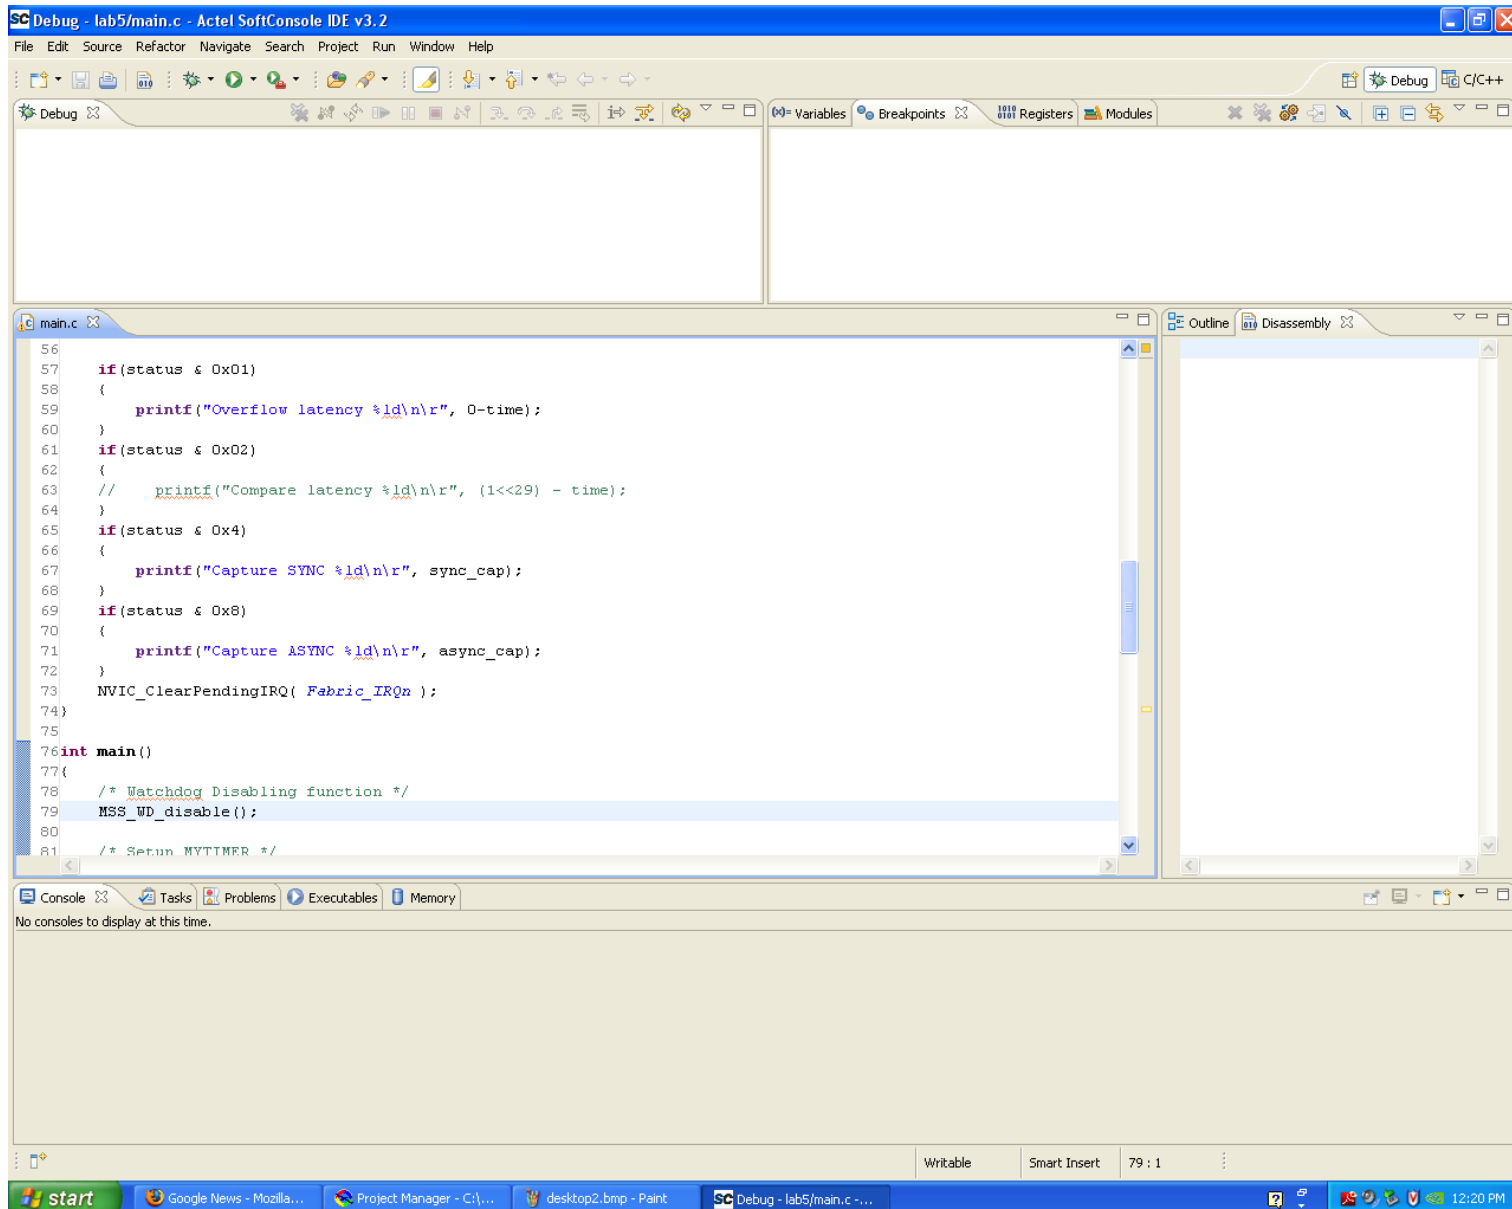 SC Debug - lab5/main.c - Actel SoftConsole IDE v3.2
File Edit Source Refactor Navigate Search Project Run Window Help
Debug C/C++
Debug
(x)= Variables Breakpoints Registers Modules
main.c
Outline Disassembly
56
57 if(status & 0x01)
58 {
59 printf("Overflow latency %ld\n\r", 0-time);
60 }
61 if(status & 0x02)
62 {
63 // printf("Compare latency %ld\n\r", (1<<29) - time);
64 }
65 if(status & 0x4)
66 {
67 printf("Capture SYNC %ld\n\r", sync_cap);
68 }
69 if(status & 0x8)
70 {
71 printf("Capture ASYNC %ld\n\r", async_cap);
72 }
73 NVIC_ClearPendingIRQ( Fabric_IRQn );
74 }
75
76 int main()
77 {
78 /* Watchdog Disabling function */
79 MSS_WD_disable();
80
81 /* Setup MYTIMER */
Console Tasks Problems Executables Memory
No consoles to display at this time.
Writable Smart Insert 79 : 1
start Google News - Mozilla... Project Manager - C:\... desktop2.bmp - Paint SC Debug - lab5/main.c -... 12:20 PM